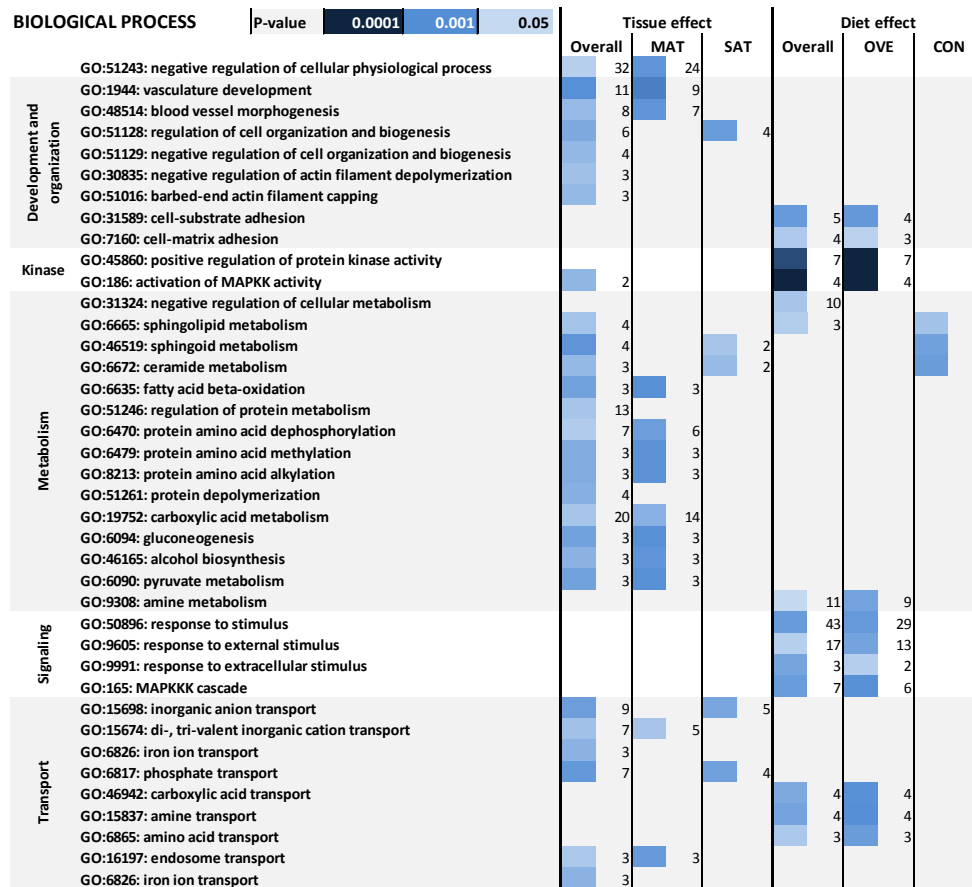 BIOLOGICAL PROCESS P-value 0.0001 0.001 0.05 Tissue effect Diet effect
Overall MAT SAT Overall OVE CON
GO:51243: negative regulation of cellular physiological process 32 24
Development and organization
GO:1944: vasculature development 11 9
GO:48514: blood vessel morphogenesis 8 7
GO:51128: regulation of cell organization and biogenesis 6 4
GO:51129: negative regulation of cell organization and biogenesis 4
GO:30835: negative regulation of actin filament depolymerization 3
GO:51016: barbed-end actin filament capping 3
GO:31589: cell-substrate adhesion 5 4
GO:7160: cell-matrix adhesion 4 3
Kinase
GO:45860: positive regulation of protein kinase activity 7 7
GO:186: activation of MAPKK activity 2 4 4
Metabolism
GO:31324: negative regulation of cellular metabolism 10
GO:6665: sphingolipid metabolism 4 3
GO:46519: sphingoid metabolism 4 2
GO:6672: ceramide metabolism 3 2
GO:6635: fatty acid beta-oxidation 3 3
GO:51246: regulation of protein metabolism 13
GO:6470: protein amino acid dephosphorylation 7 6
GO:6479: protein amino acid methylation 3 3
GO:8213: protein amino acid alkylation 3 3
GO:51261: protein depolymerization 4
GO:19752: carboxylic acid metabolism 20 14
GO:6094: gluconeogenesis 3 3
GO:46165: alcohol biosynthesis 3 3
GO:6090: pyruvate metabolism 3 3
GO:9308: amine metabolism 11 9
Signaling
GO:50896: response to stimulus 43 29
GO:9605: response to external stimulus 17 13
GO:9991: response to extracellular stimulus 3 2
GO:165: MAPKKK cascade 7 6
Transport
GO:15698: inorganic anion transport 9 5
GO:15674: di-, tri-valent inorganic cation transport 7 5
GO:6826: iron ion transport 3
GO:6817: phosphate transport 7 4
GO:46942: carboxylic acid transport 4 4
GO:15837: amine transport 4 4
GO:6865: amino acid transport 3 3
GO:16197: endosome transport 3 3
GO:6826: iron ion transport 3